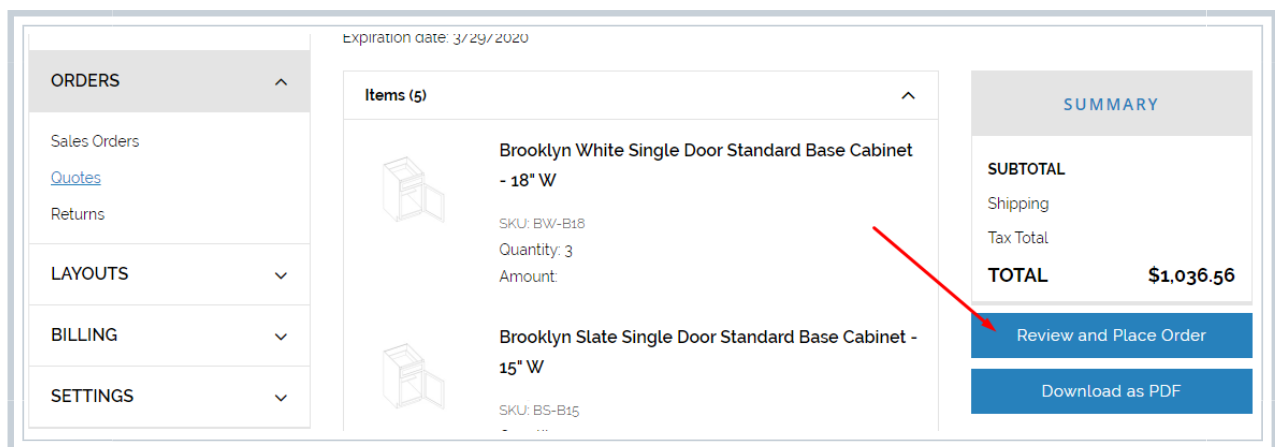 Expiration date: 3/29/2020
ORDERS
Sales Orders
Quotes
Returns
LAYOUTS
BILLING
SETTINGS
Items (5)
Brooklyn White Single Door Standard Base Cabinet
- 18" W
SKU: BW-B18
Quantity: 3
Amount:
Brooklyn Slate Single Door Standard Base Cabinet -
15" W
SKU: BS-B15
SUMMARY
SUBTOTAL
Shipping
Tax Total
TOTAL $1,036.56
Review and Place Order
Download as PDF